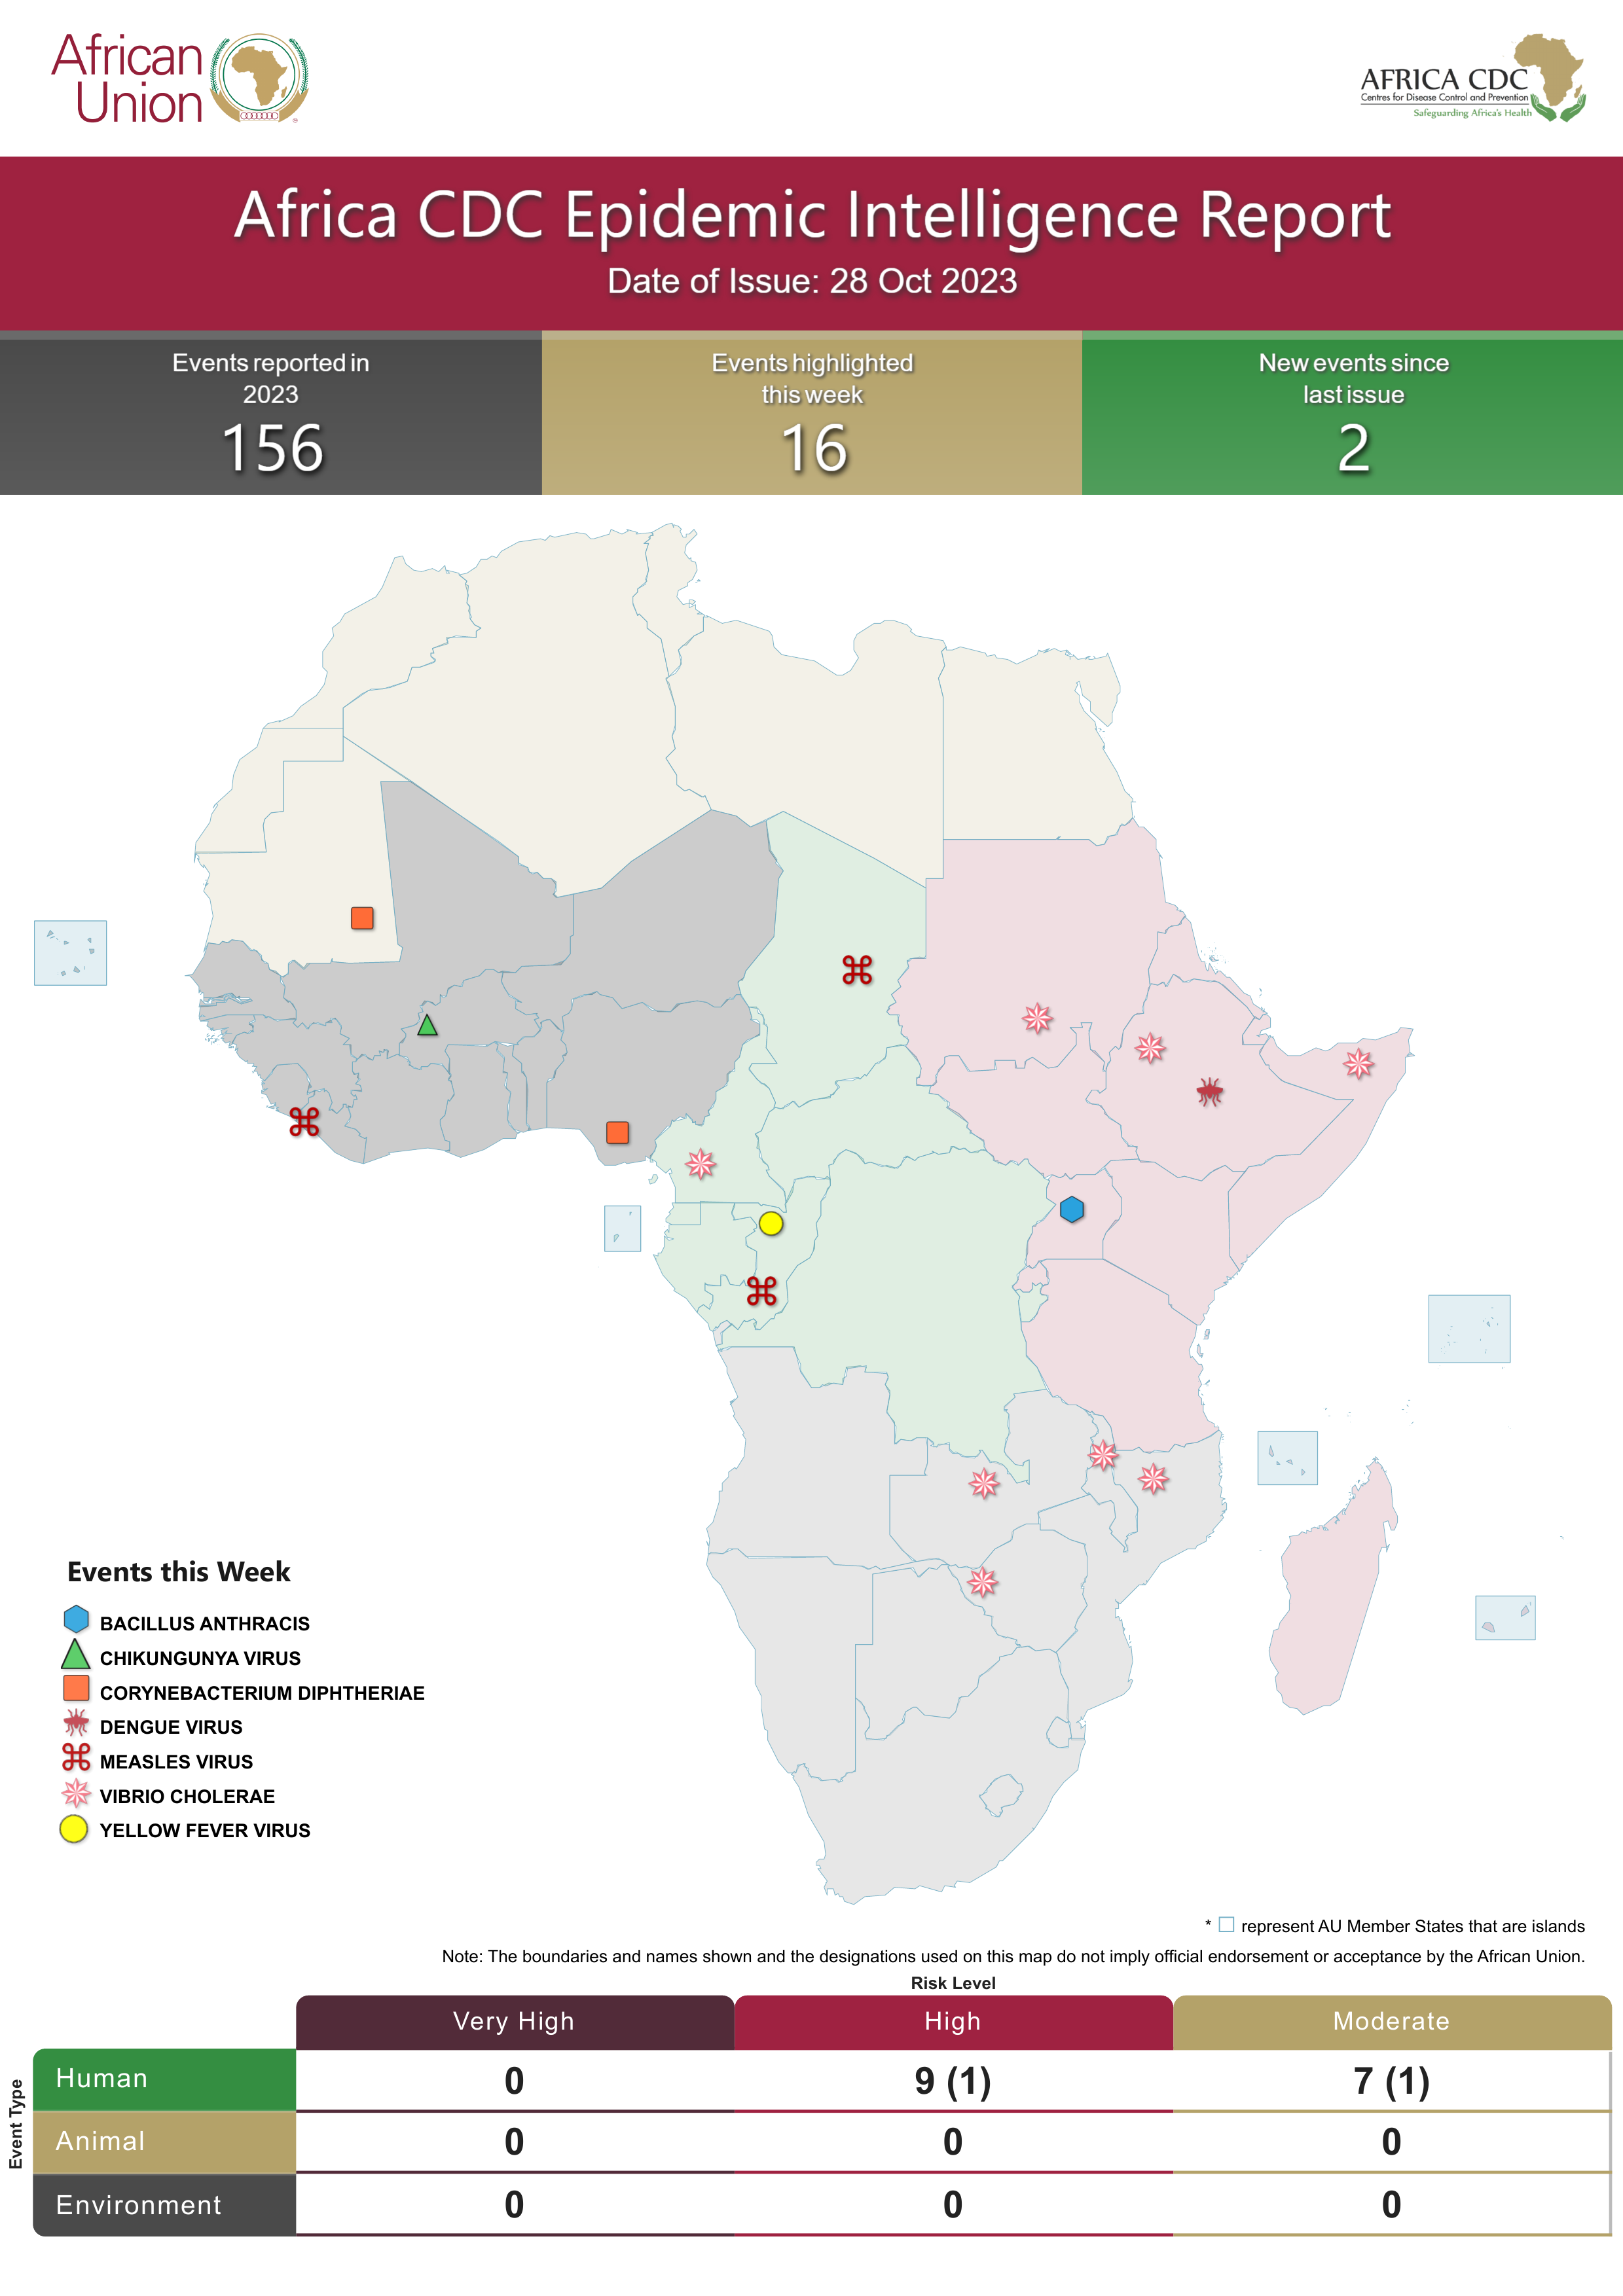 African
Union
AFRICA CDC
Centres for Disease Control and Prevention
Safeguarding Africa's Health
Africa CDC Epidemic Intelligence Report
Date of Issue: 28 Oct 2023
Events reported in
2023
156
Events highlighted
this week
16
New events since
last issue
2
Events this Week
BACILLUS ANTHRACIS
CHIKUNGUNYA VIRUS
CORYNEBACTERIUM DIPHTHERIAE
DENGUE VIRUS
MEASLES VIRUS
VIBRIO CHOLERAE
YELLOW FEVER VIRUS
* represent AU Member States that are islands
Note: The boundaries and names shown and the designations used on this map do not imply official endorsement or acceptance by the African Union.
Risk Level
Very High High Moderate
Event Type
Human 0 9 (1) 7 (1)
Animal 0 0 0
Environment 0 0 0